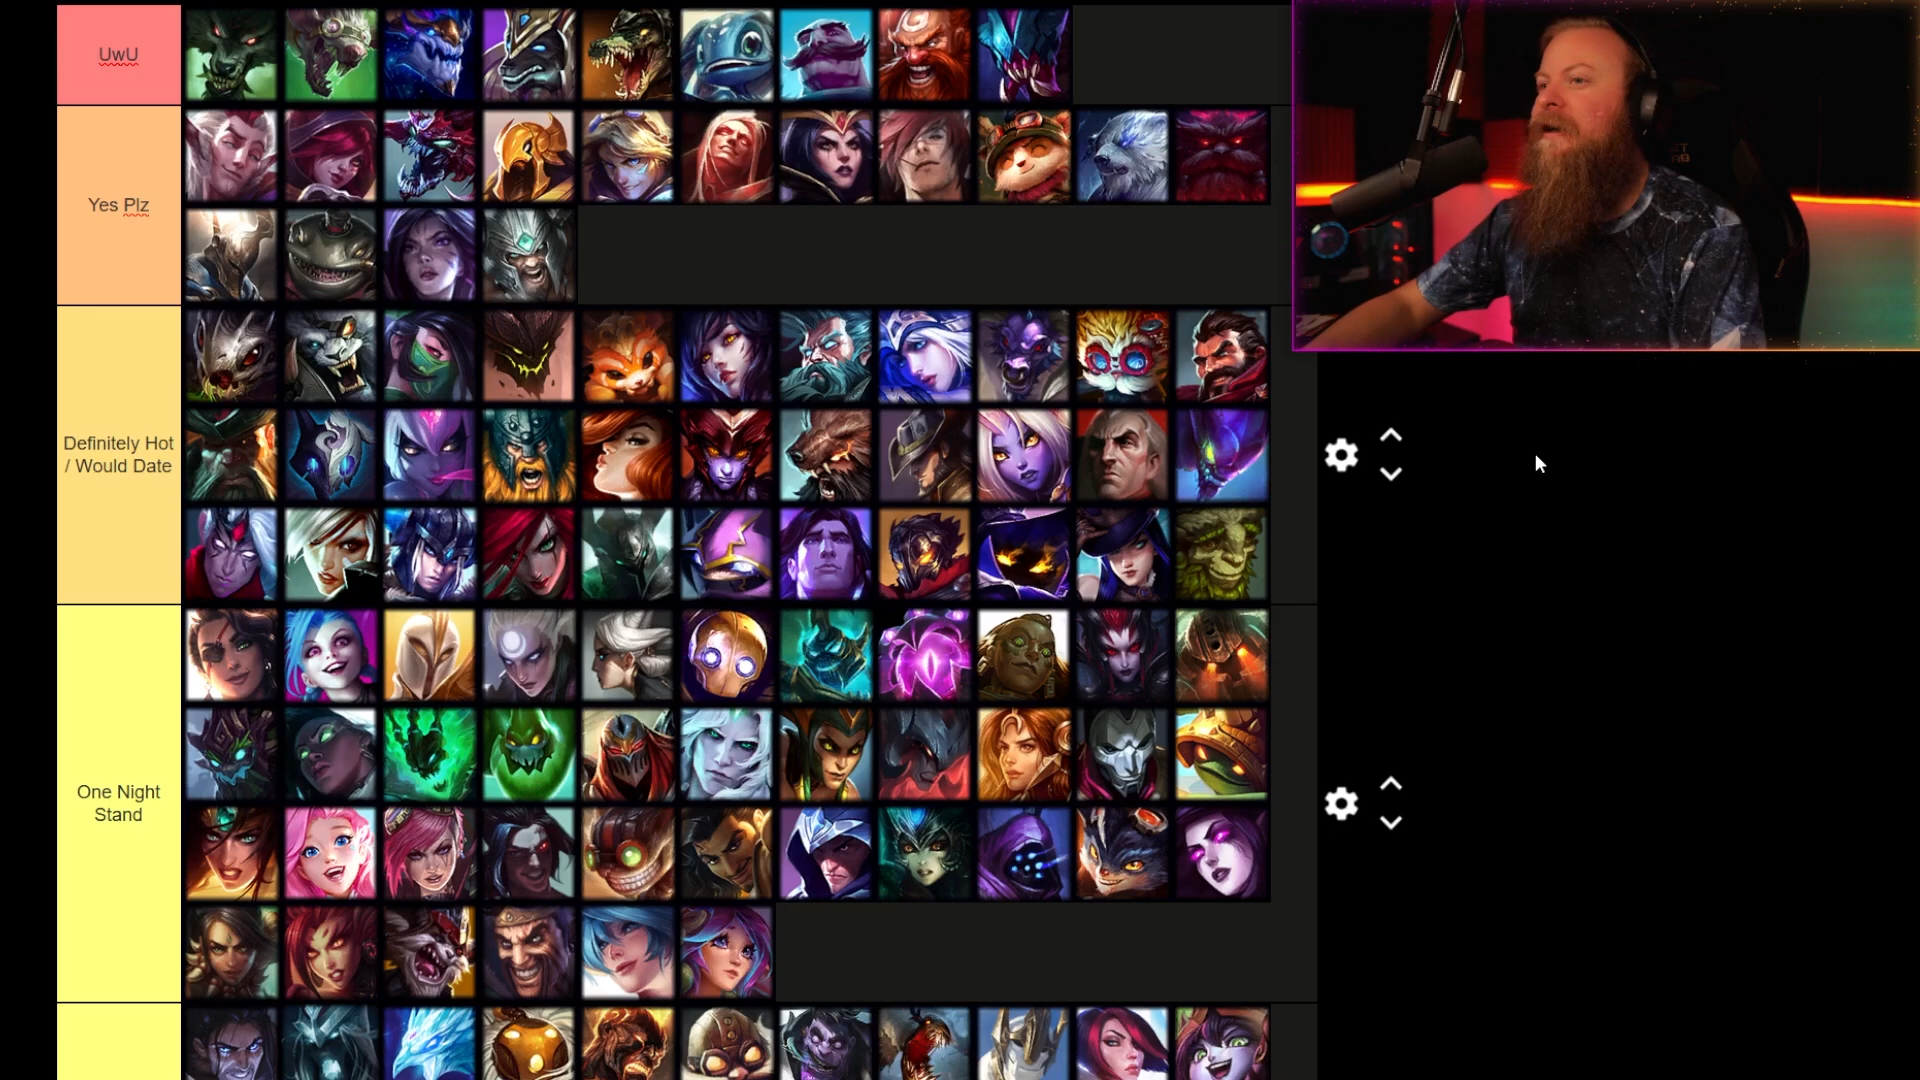 UwU
Yes Plz
Definitely Hot
/ Would Date
One Night
Stand